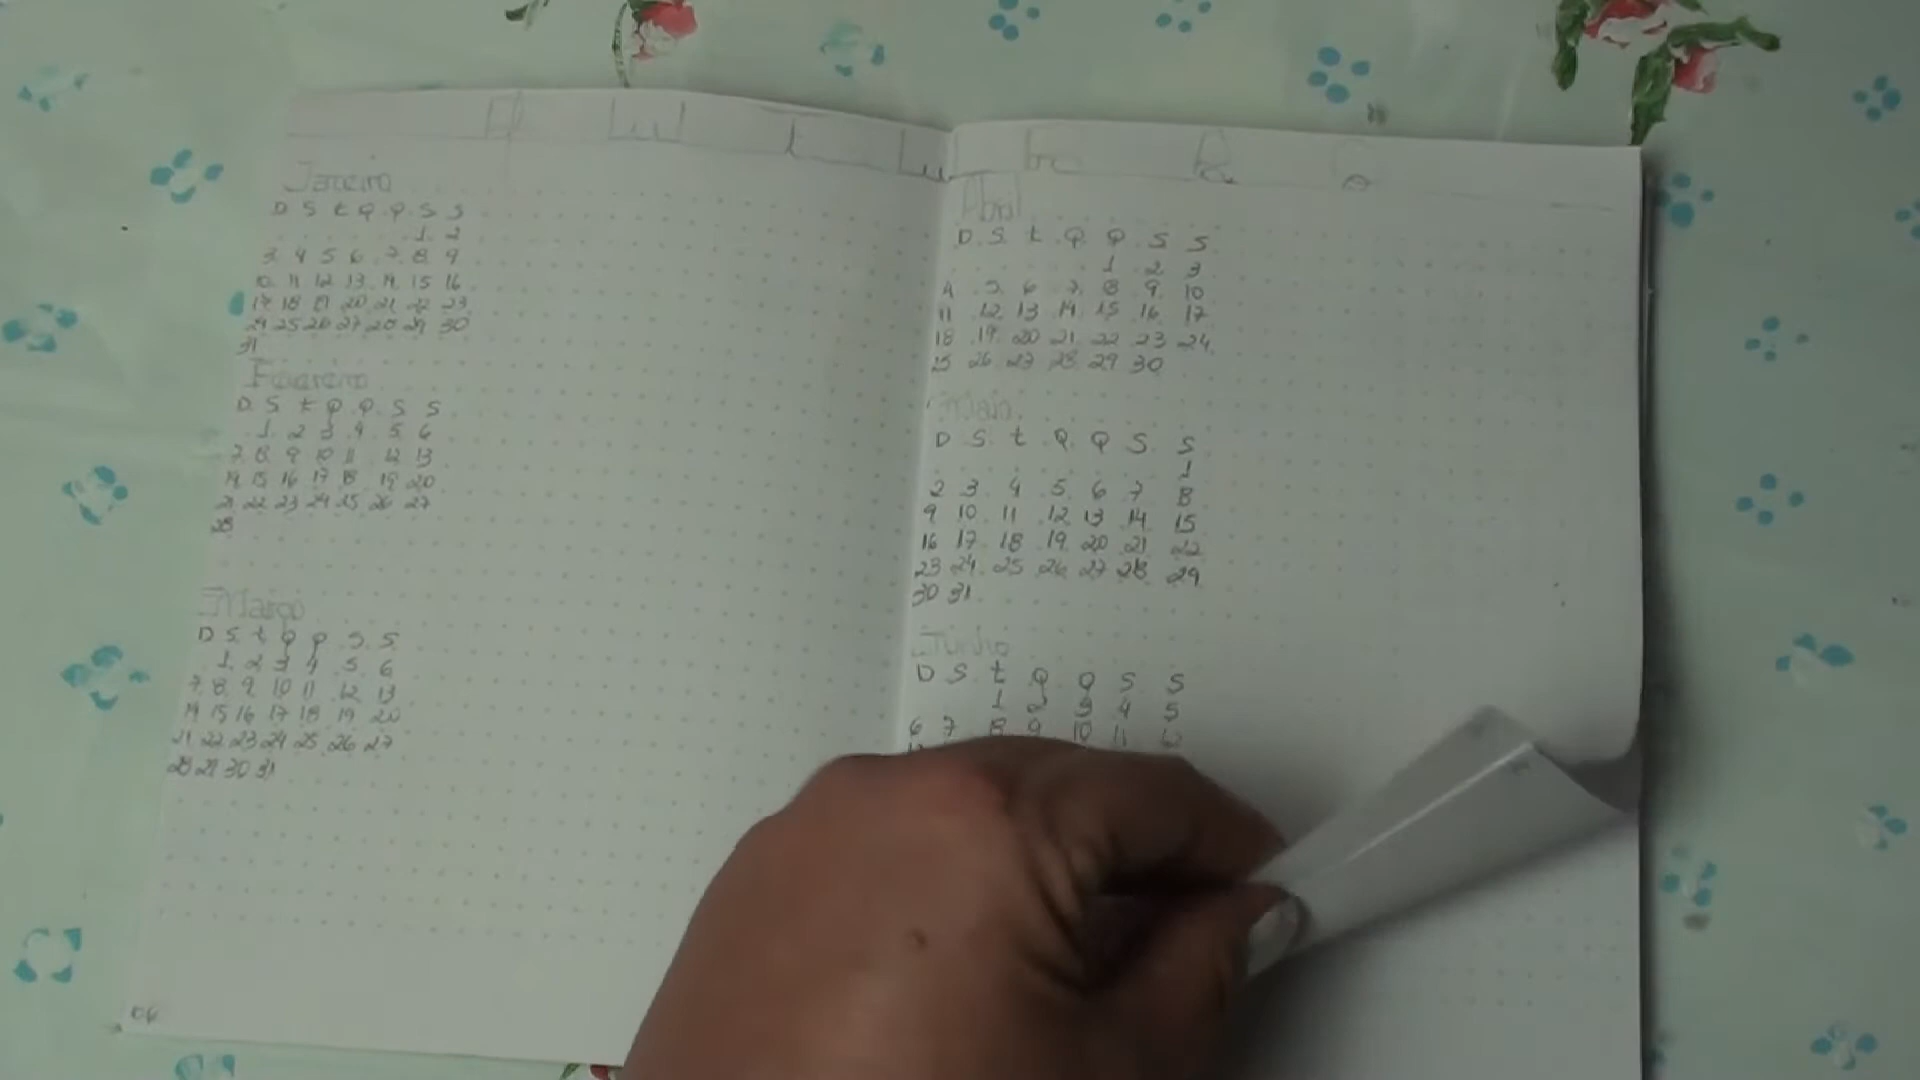 Janeiro
D S t Q Q S S
1 2
3 4 5 6 7 8 9
10 11 12 13 14 15 16
17 18 19 20 21 22 23
24 25 26 27 28 29 30
31
Fevereiro
D S t Q Q S S
1 2 3 4 5 6
7 8 9 10 11 12 13
14 15 16 17 18 19 20
21 22 23 24 25 26 27
28
Março
D S t Q Q S S
1 2 3 4 5 6
7 8 9 10 11 12 13
14 15 16 17 18 19 20
21 22 23 24 25 26 27
28 29 30 31
06
Abril
D S t Q Q S S
1 2 3
4 5 6 7 8 9 10
11 12 13 14 15 16 17
18 19 20 21 22 23 24
25 26 27 28 29 30
Maio
D S t Q Q S S
1
2 3 4 5 6 7 8
9 10 11 12 13 14 15
16 17 18 19 20 21 22
23 24 25 26 27 28 29
30 31
Junho
D S t Q Q S S
1 2 3 4 5
6 7 8 9 10 11 12